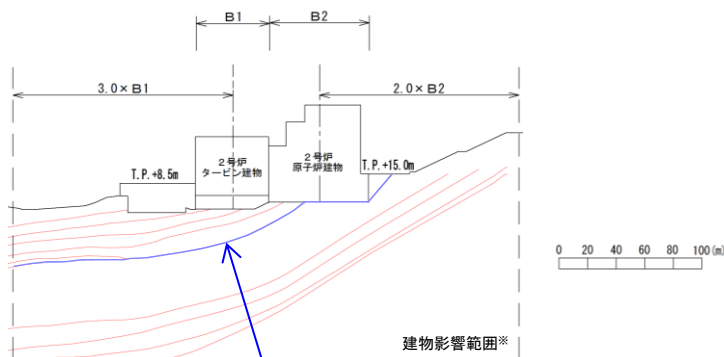 B1
B2
3.0×B1
2.0×B2
2号炉
タービン建物
2号炉
原子炉建物
T.P.+8.5m
T.P.+15.0m
0 20 40 60 80 100(m)
建物影響範囲※